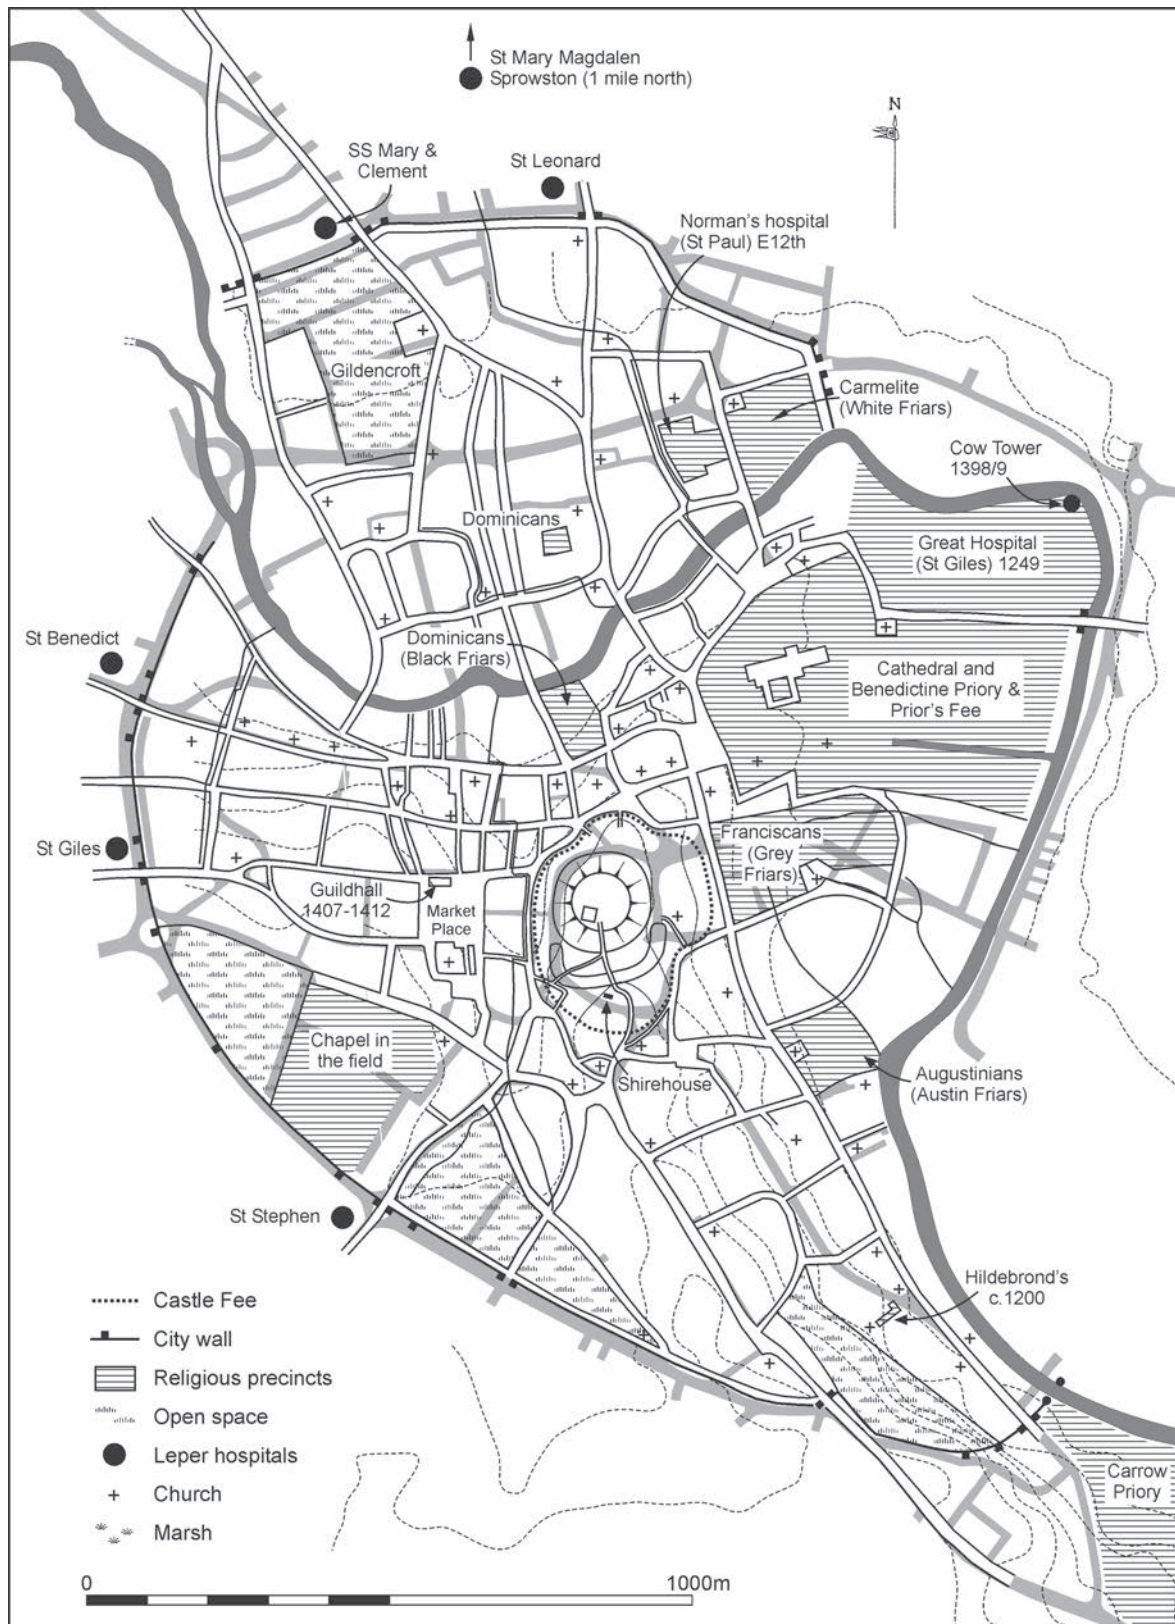 St Mary Magdalen
Sprowston (1 mile north)
N
SS Mary &
Clement
St Leonard
Norman's hospital
(St Paul) E12th
Gildencroft
Carmelite
(White Friars)
Cow Tower
1398/9
Dominicans
Great Hospital
(St Giles) 1249
St Benedict
Dominicans
(Black Friars)
Cathedral and
Benedictine Priory &
Prior's Fee
St Giles
Franciscans
(Grey
Friars)
Guildhall
1407-1412
Market
Place
Chapel in
the field
Shirehouse
Augustinians
(Austin Friars)
St Stephen
Hildebrond's
c.1200
Carrow
Priory
Castle Fee
City wall
Religious precincts
Open space
Leper hospitals
Church
Marsh
0
1000m